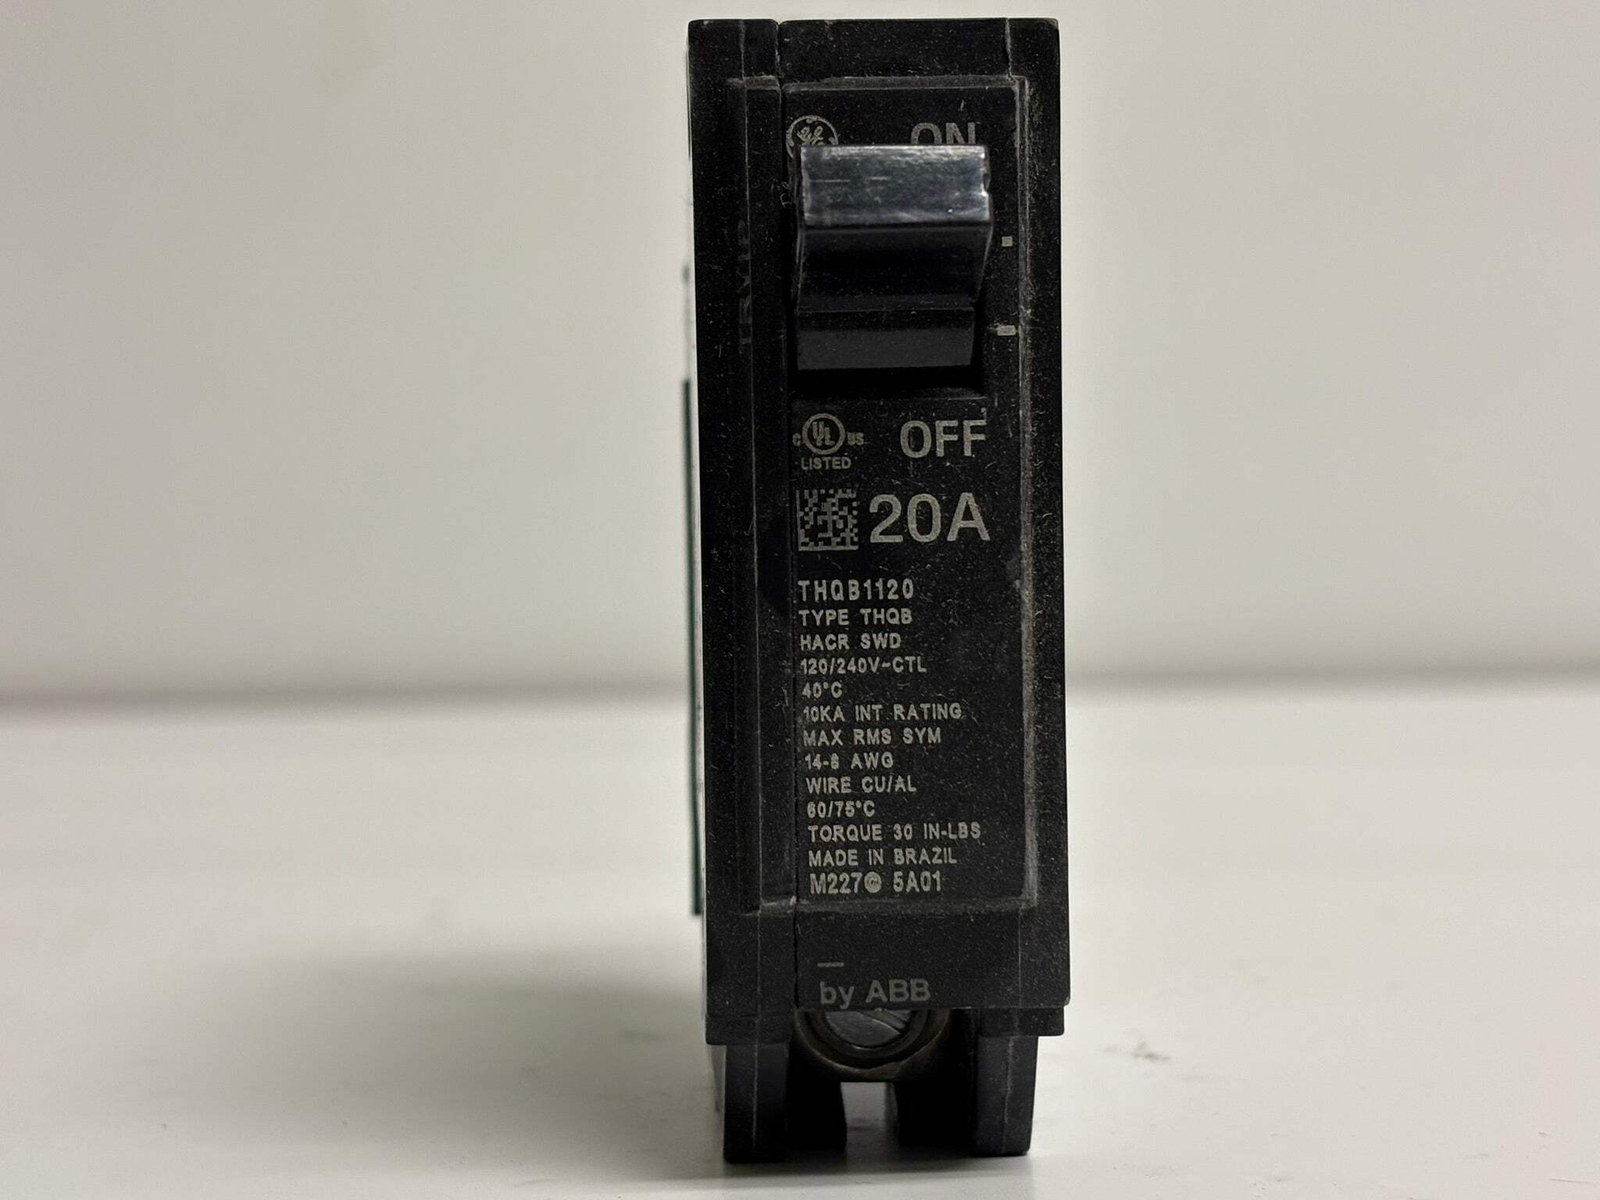 ON
c UL US
LISTED
OFF
20A
THQB1120
TYPE THQB
HACR SWD
120/240V~CTL
40°C
10KA INT RATING
MAX RMS SYM
14-8 AWG
WIRE CU/AL
60/75°C
TORQUE 30 IN-LBS
MADE IN BRAZIL
M227 5A01
by ABB